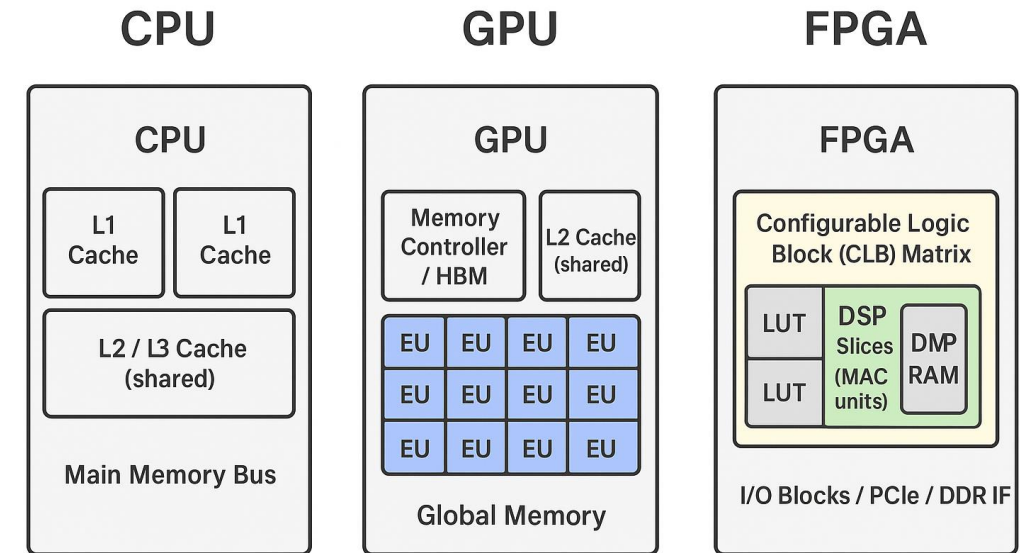 CPU
GPU
FPGA
CPU
L1
Cache
L1
Cache
L2 / L3 Cache
(shared)
Main Memory Bus
GPU
Memory
Controller
/ HBM
L2 Cache
(shared)
EU EU EU EU
EU EU EU EU
EU EU EU EU
Global Memory
FPGA
Configurable Logic
Block (CLB) Matrix
LUT
LUT
DSP
Slices
(MAC
units)
DMP
RAM
I/O Blocks / PCIe / DDR IF